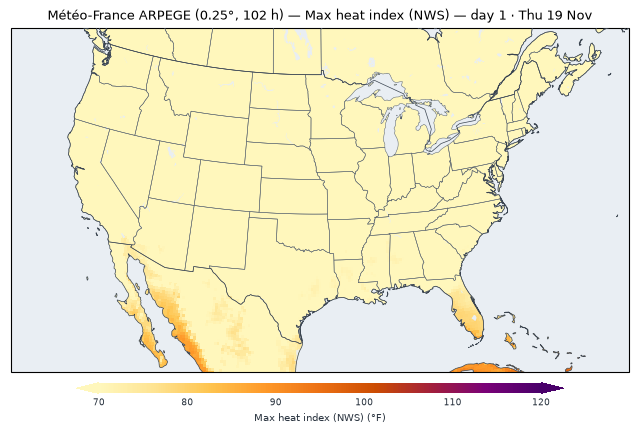 Météo-France ARPEGE (0.25°, 102 h) — Max heat index (NWS) — day 1 · Thu 19 Nov
70 80 90 100 110 120
Max heat index (NWS) (°F)